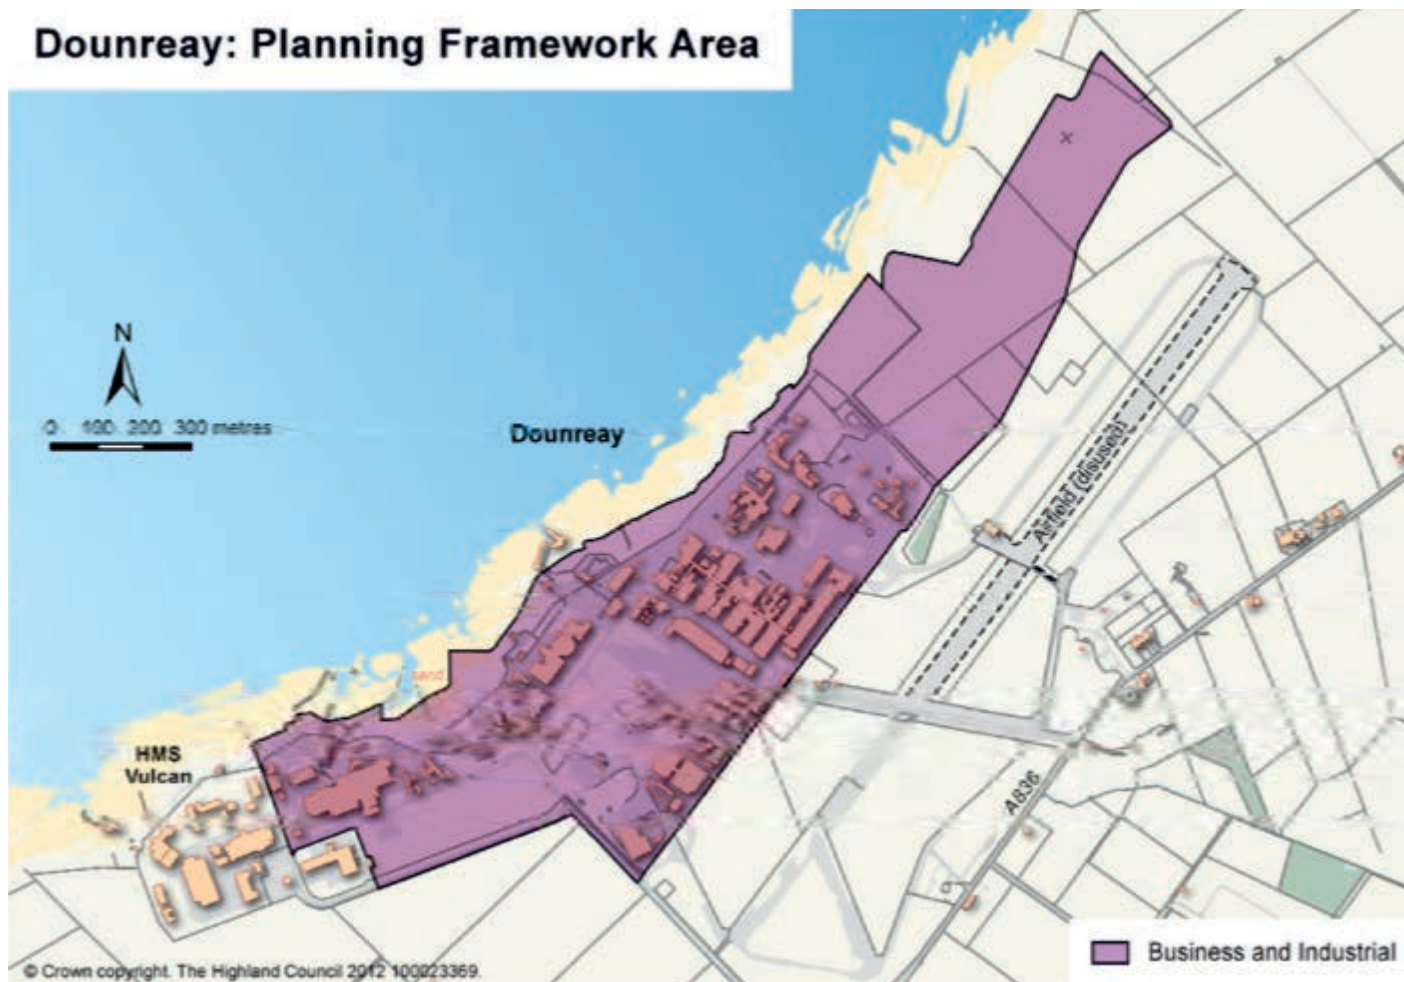 Dounreay: Planning Framework Area
N
0 100 200 300 metres
Dounreay
Airfield (disused)
sand
HMS
Vulcan
A836
Business and Industrial
© Crown copyright. The Highland Council 2012 100023369.